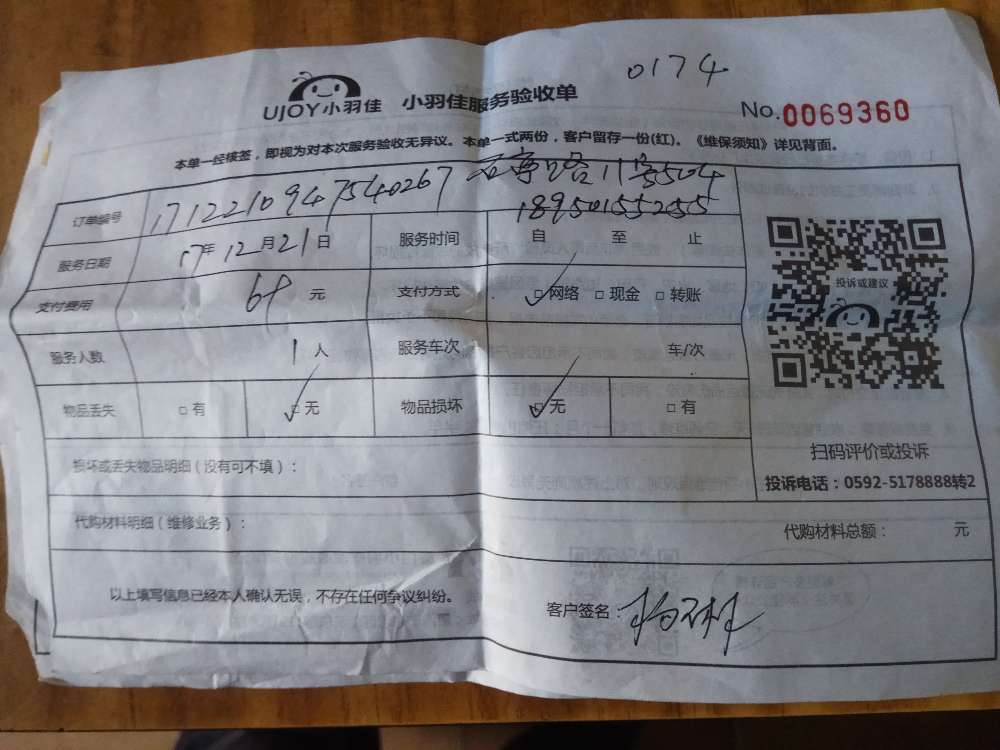 0174
UJOY小羽佳 小羽佳服务验收单
No.0069360
本单一经核签，即视为对本次服务验收无异议。本单一式两份，客户留存一份(红)。《维保须知》详见背面。
订单编号 1712210947540267 路11号504
18950155255
服务日期 17年12月21日 服务时间 自 至 止
支付费用 69元 支付方式 □网络 □现金 □转账
服务人数 1人 服务车次 车/次
物品丢失 □有 □无 物品损坏 □无 □有
投诉或建议
扫码评价或投诉
投诉电话：0592-5178888转2
损坏或丢失物品明细（没有可不填）：
代购材料明细（维修业务）： 代购材料总额： 元
以上填写信息已经本人确认无误，不存在任何争议纠纷。 客户签名：